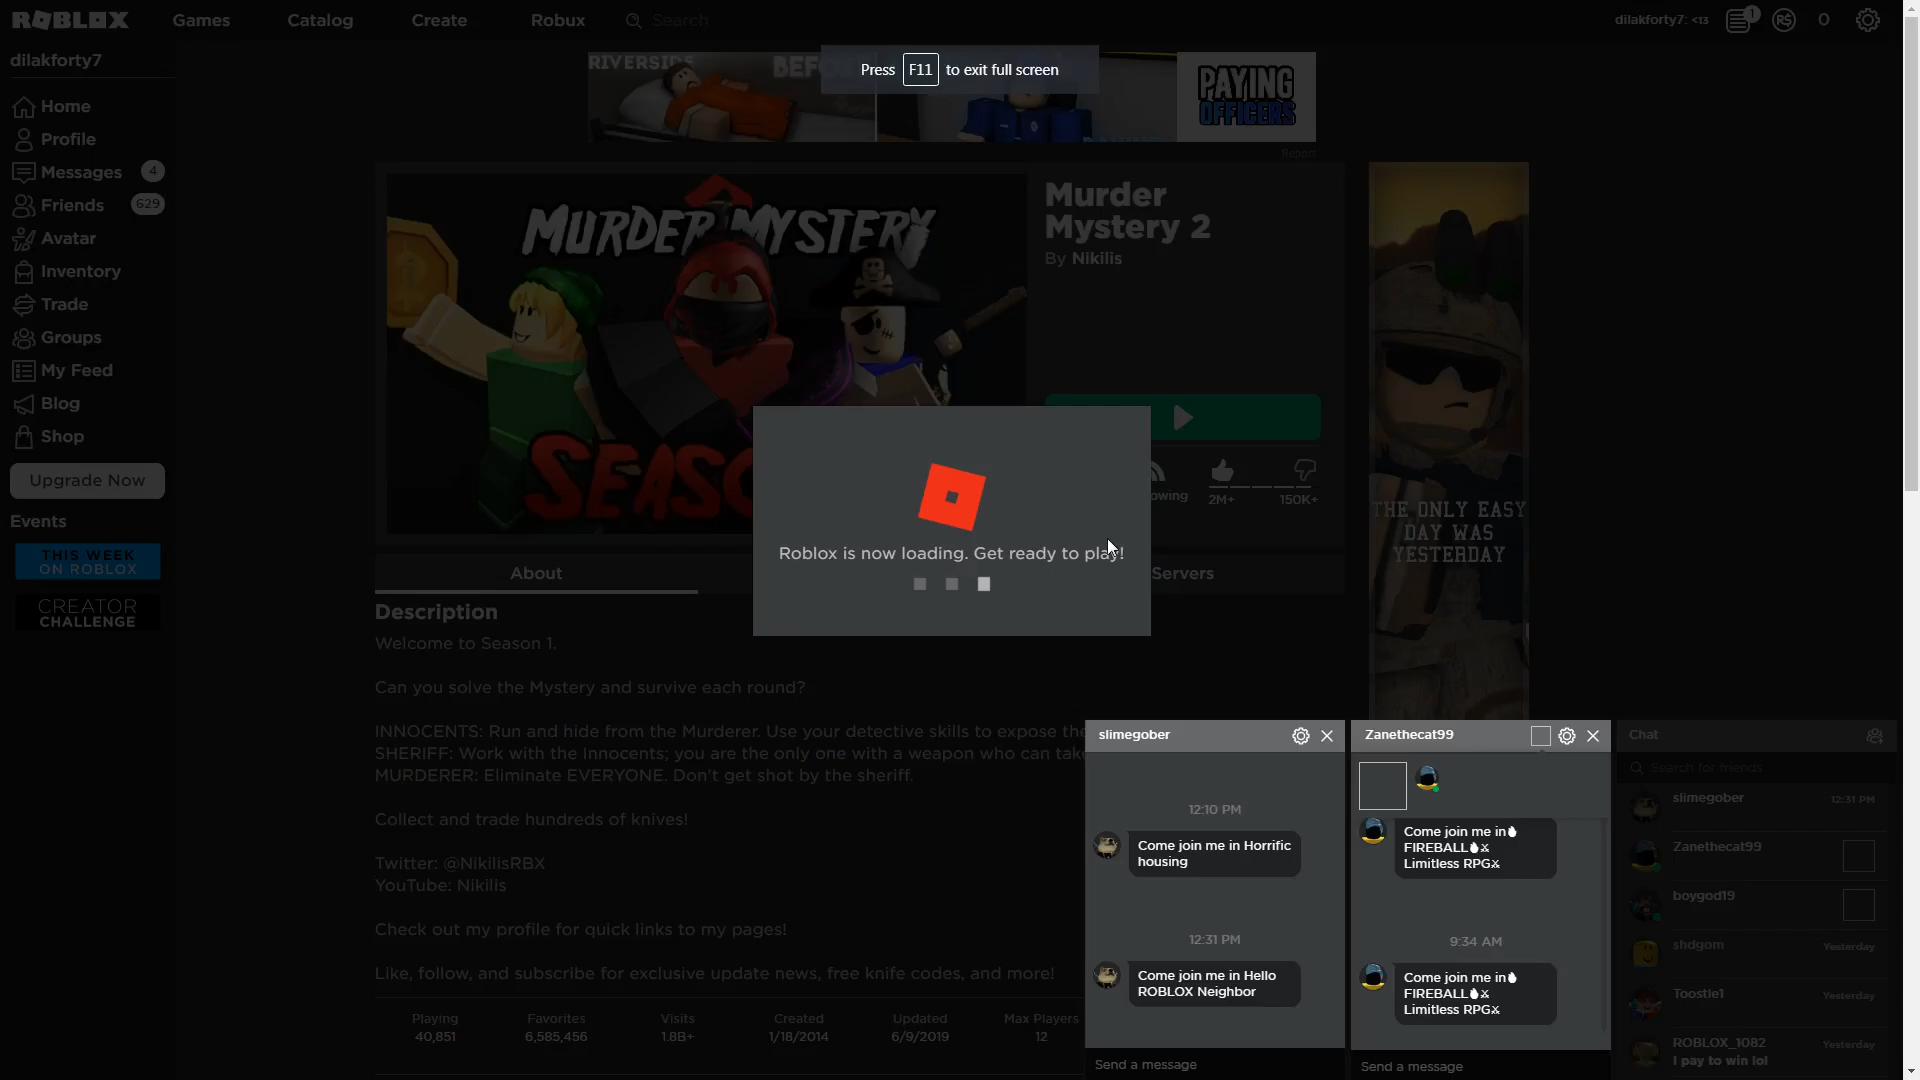 ROBLOX
Games
Catalog
Create
Robux
Search
dilakforty7: <13
1
R$
0
dilakforty7
Home
Profile
Messages 4
Friends 629
Avatar
Inventory
Trade
Groups
My Feed
Blog
Shop
Upgrade Now
Events
THIS WEEK
ON ROBLOX
CREATOR
CHALLENGE
RIVERSIDE
Press F11 to exit full screen
PAYING
OFFICERS
Report
MURDER MYSTERY
2
Murder
Mystery 2
By Nikilis
2M+
150K+
THE ONLY EASY
DAY WAS
YESTERDAY
Roblox is now loading. Get ready to play!
About
Servers
Description
Welcome to Season 1.
Can you solve the Mystery and survive each round?
INNOCENTS: Run and hide from the Murderer. Use your detective skills to expose the
SHERIFF: Work with the Innocents; you are the only one with a weapon who can take
MURDERER: Eliminate EVERYONE. Don't get shot by the sheriff.
Collect and trade hundreds of knives!
Twitter: @NikilisRBX
YouTube: Nikilis
Check out my profile for quick links to my pages!
Like, follow, and subscribe for exclusive update news, free knife codes, and more!
Playing
40,851
Favorites
6,585,456
Visits
1.8B+
Created
1/18/2014
Updated
6/9/2019
Max Players
12
slimegober
12:10 PM
Come join me in Horrific
housing
12:31 PM
Come join me in Hello
ROBLOX Neighbor
Send a message
Zanethecat99
Come join me in🔥
FIREBALL🔥⚔
Limitless RPG⚔
9:34 AM
Come join me in🔥
FIREBALL🔥⚔
Limitless RPG⚔
Send a message
Chat
Search for friends
slimegober
12:31 PM
Zanethecat99
boygod19
shdgom
Yesterday
Toostie1
Yesterday
ROBLOX_1082
Yesterday
I pay to win lol